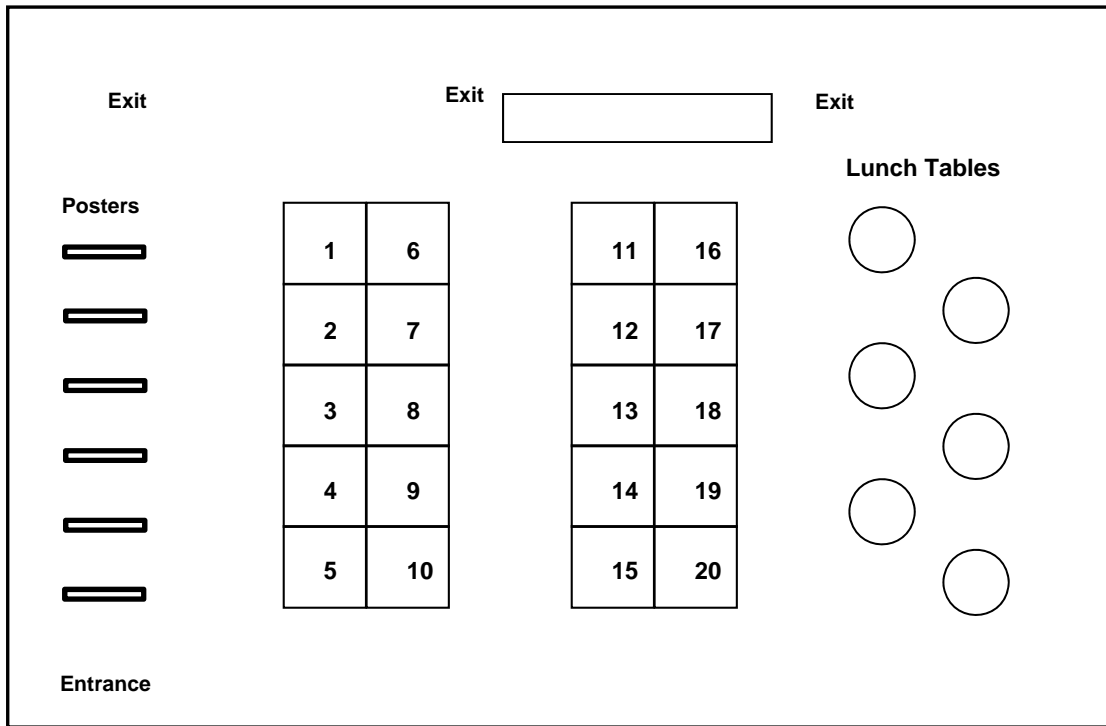 Exit
Exit
Exit
Lunch Tables
Posters
1 6 11 16
2 7 12 17
3 8 13 18
4 9 14 19
5 10 15 20
Entrance